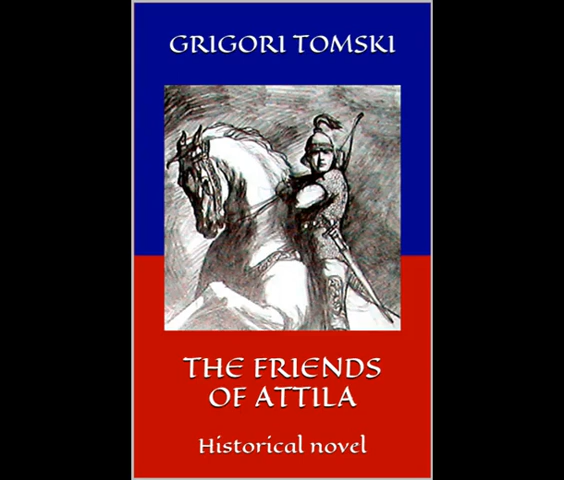 GRIGORI TOMSKI
THE FRIENDS
OF ATTILA
Historical novel